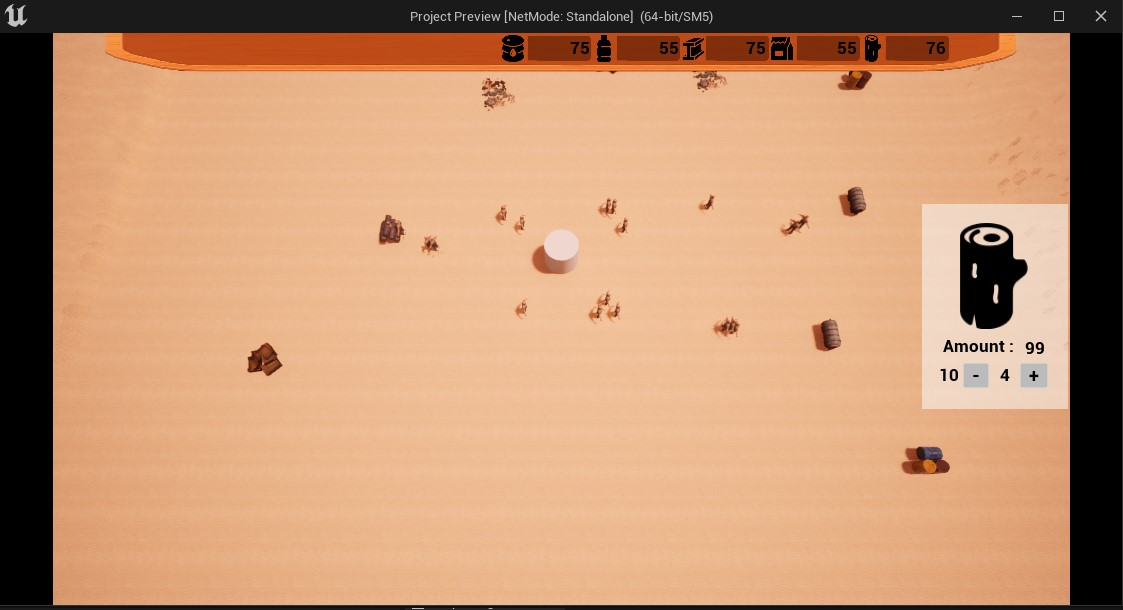 Project Preview [NetMode: Standalone] (64-bit/SM5)
75 55 75 55 76
Amount : 99
10 - 4 +